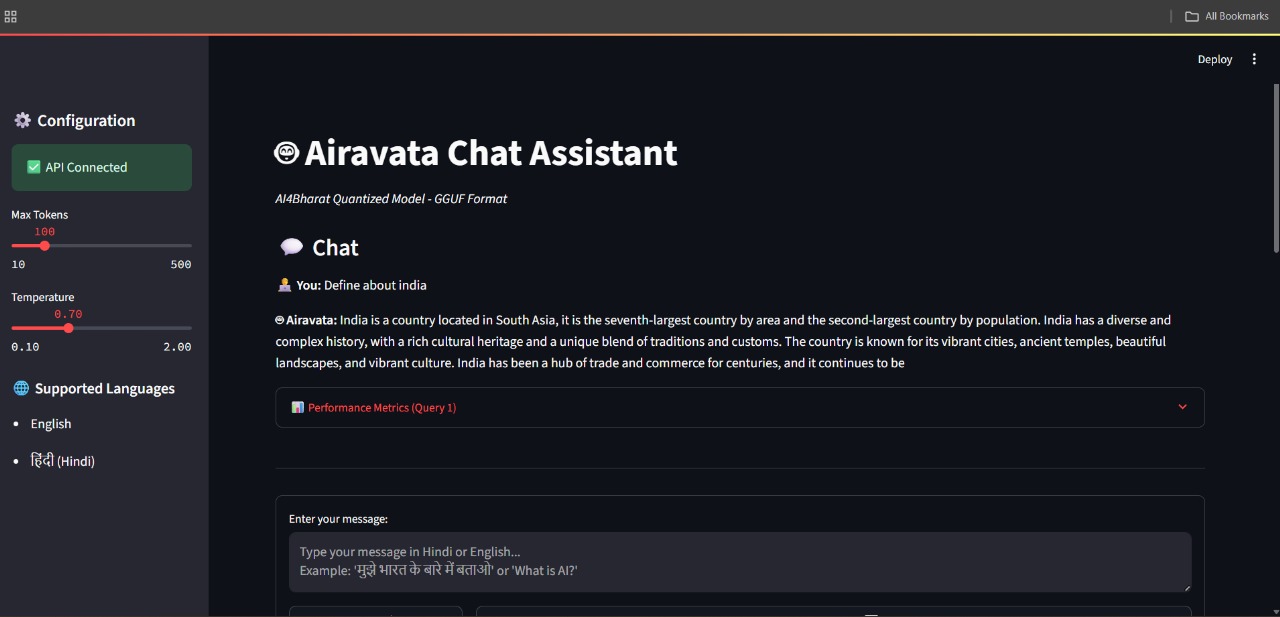 All Bookmarks
Deploy
Configuration
API Connected
Max Tokens
100
10 500
Temperature
0.70
0.10 2.00
Supported Languages
• English
• हिंदी (Hindi)
Airavata Chat Assistant
AI4Bharat Quantized Model - GGUF Format
Chat
You: Define about india
Airavata: India is a country located in South Asia, it is the seventh-largest country by area and the second-largest country by population. India has a diverse and
complex history, with a rich cultural heritage and a unique blend of traditions and customs. The country is known for its vibrant cities, ancient temples, beautiful
landscapes, and vibrant culture. India has been a hub of trade and commerce for centuries, and it continues to be
Performance Metrics (Query 1)
Enter your message:
Type your message in Hindi or English...
Example: 'मुझे भारत के बारे में बताओ' or 'What is AI?'